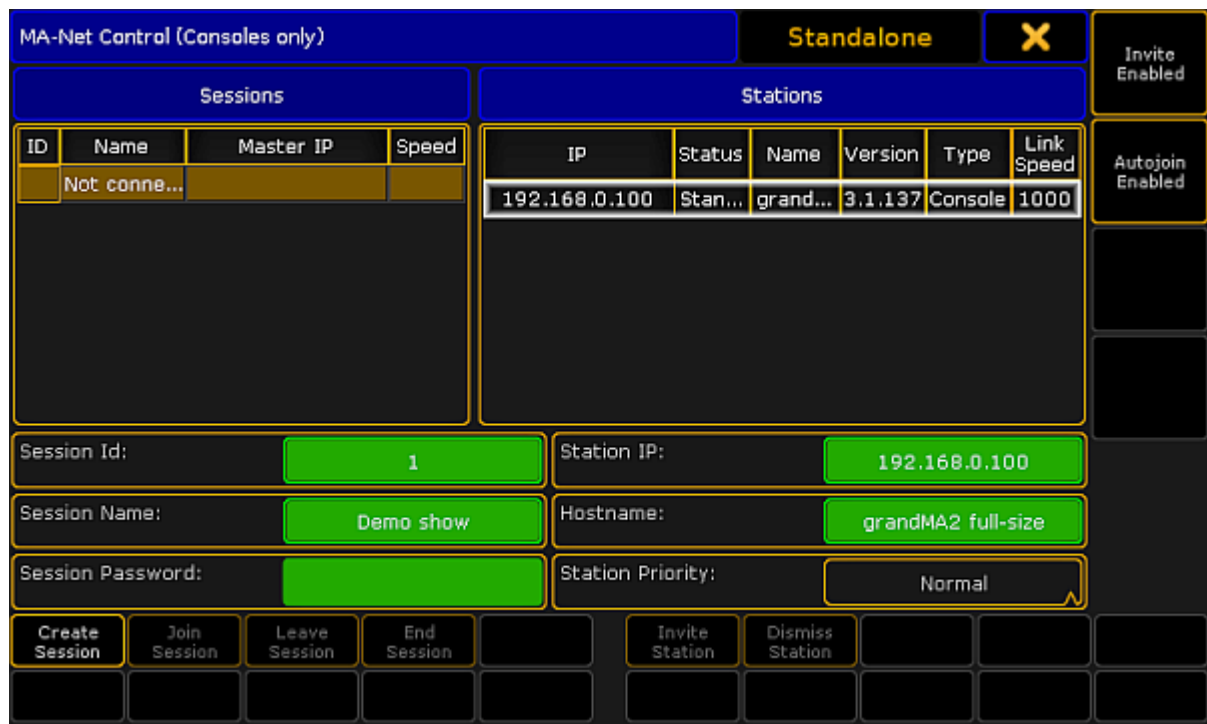 MA-Net Control (Consoles only)
Standalone
Invite
Enabled
Sessions
Stations
ID Name Master IP Speed
IP Status Name Version Type Link Speed
Autojoin
Enabled
Not conne...
192.168.0.100 Stan... grand... 3.1.137 Console 1000
Session Id: 1
Station IP: 192.168.0.100
Session Name: Demo show
Hostname: grandMA2 full-size
Session Password:
Station Priority: Normal
Create
Session
Join
Session
Leave
Session
End
Session
Invite
Station
Dismiss
Station